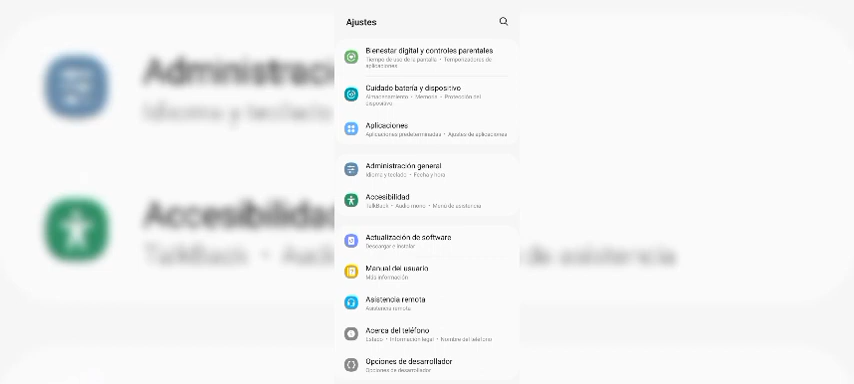 Ajustes
Bienestar digital y controles parentales
Tiempo de uso de la pantalla • Temporizadores de
aplicaciones
Cuidado batería y dispositivo
Almacenamiento • Memoria • Protección del
dispositivo
Aplicaciones
Aplicaciones predeterminadas • Ajustes de aplicaciones
Administración general
Idioma y teclado • Fecha y hora
Accesibilidad
TalkBack • Audio mono • Menú de asistencia
Actualización de software
Descargar e instalar
Manual del usuario
Más información
Asistencia remota
Asistencia remota
Acerca del teléfono
Estado • Información legal • Nombre del teléfono
Opciones de desarrollador
Opciones de desarrollador
Administraci
Idioma y teclado
Accesibilidad
TalkBack • Aud
de asistencia